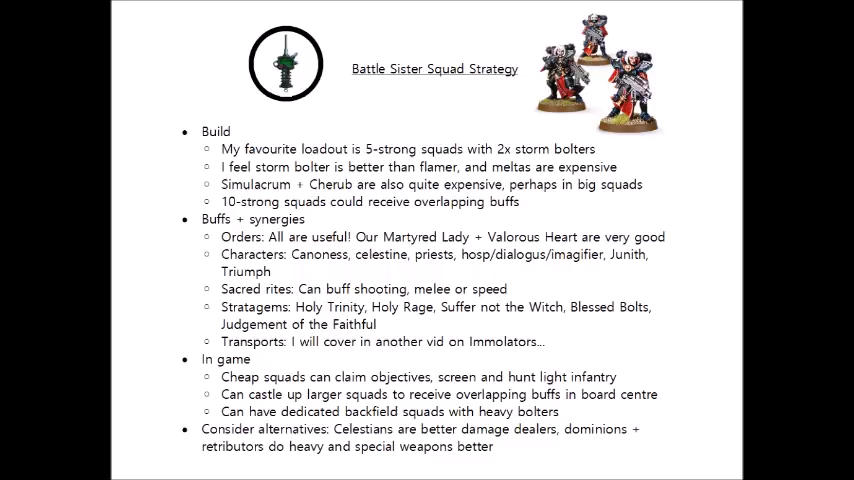 Battle Sister Squad Strategy
• Build
○ My favourite loadout is 5-strong squads with 2x storm bolters
○ I feel storm bolter is better than flamer, and meltas are expensive
○ Simulacrum + Cherub are also quite expensive, perhaps in big squads
○ 10-strong squads could receive overlapping buffs
• Buffs + synergies
○ Orders: All are useful! Our Martyred Lady + Valorous Heart are very good
○ Characters: Canoness, celestine, priests, hosp/dialogus/imagifier, Junith,
Triumph
○ Sacred rites: Can buff shooting, melee or speed
○ Stratagems: Holy Trinity, Holy Rage, Suffer not the Witch, Blessed Bolts,
Judgement of the Faithful
○ Transports: I will cover in another vid on Immolators...
• In game
○ Cheap squads can claim objectives, screen and hunt light infantry
○ Can castle up larger squads to receive overlapping buffs in board centre
○ Can have dedicated backfield squads with heavy bolters
• Consider alternatives: Celestians are better damage dealers, dominions +
retributors do heavy and special weapons better